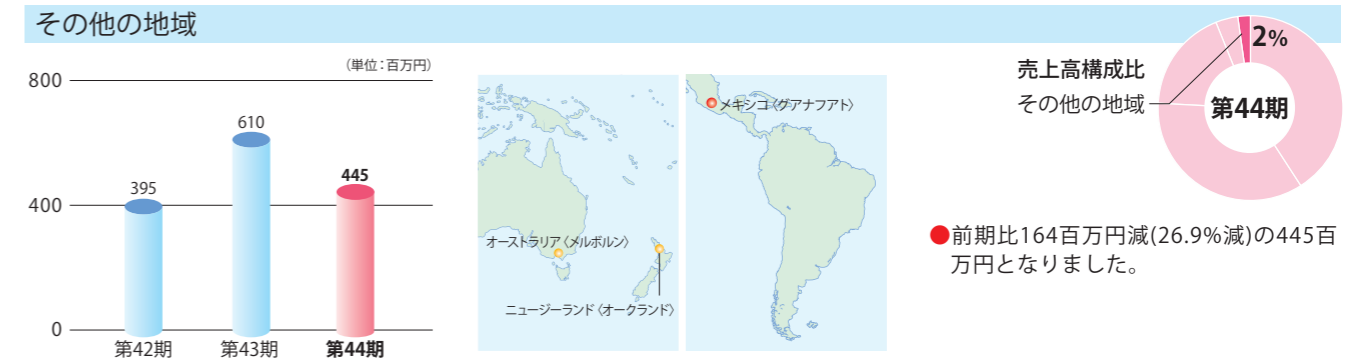 その他の地域
(単位：百万円)
800
400
0
395
610
445
第42期
第43期
第44期
オーストラリア〈メルボルン〉
ニュージーランド〈オークランド〉
メキシコ〈グアナフアト〉
2%
売上高構成比
その他の地域
第44期
●前期比164百万円減(26.9%減)の445百
万円となりました。